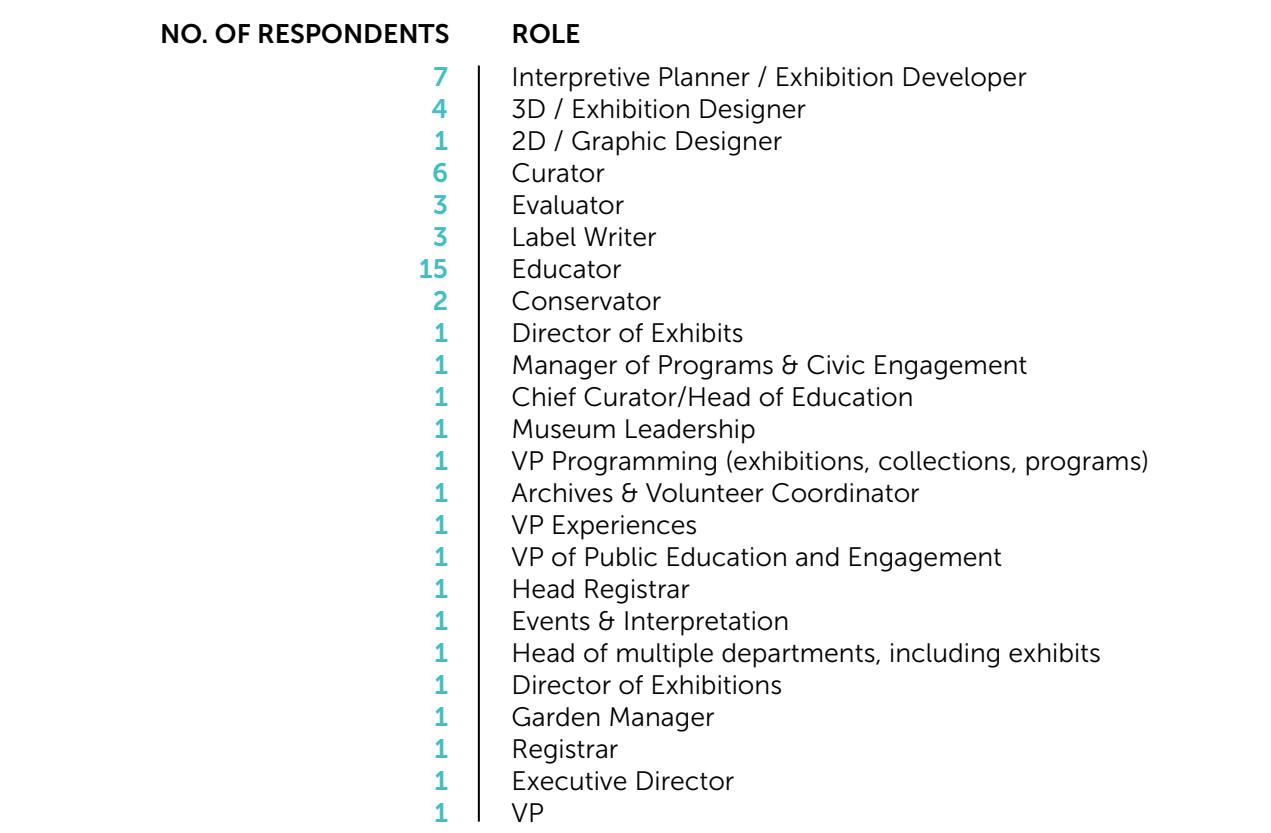 NO. OF RESPONDENTS ROLE
7 Interpretive Planner / Exhibition Developer
4 3D / Exhibition Designer
1 2D / Graphic Designer
6 Curator
3 Evaluator
3 Label Writer
15 Educator
2 Conservator
1 Director of Exhibits
1 Manager of Programs & Civic Engagement
1 Chief Curator/Head of Education
1 Museum Leadership
1 VP Programming (exhibitions, collections, programs)
1 Archives & Volunteer Coordinator
1 VP Experiences
1 VP of Public Education and Engagement
1 Head Registrar
1 Events & Interpretation
1 Head of multiple departments, including exhibits
1 Director of Exhibitions
1 Garden Manager
1 Registrar
1 Executive Director
1 VP